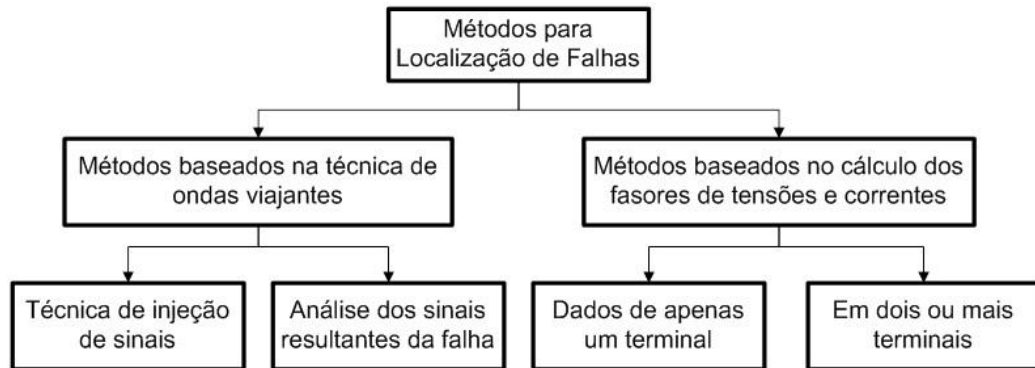 Métodos para
Localização de Falhas
Métodos baseados na técnica de
ondas viajantes
Métodos baseados no cálculo dos
fasores de tensões e correntes
Técnica de injeção
de sinais
Análise dos sinais
resultantes da falha
Dados de apenas
um terminal
Em dois ou mais
terminais